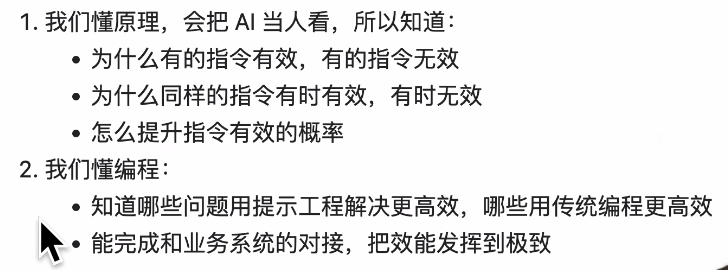 1. 我们懂原理，会把 AI 当人看，所以知道：
• 为什么有的指令有效，有的指令无效
• 为什么同样的指令有时有效，有时无效
• 怎么提升指令有效的概率
2. 我们懂编程：
• 知道哪些问题用提示工程解决更高效，哪些用传统编程更高效
• 能完成和业务系统的对接，把效能发挥到极致